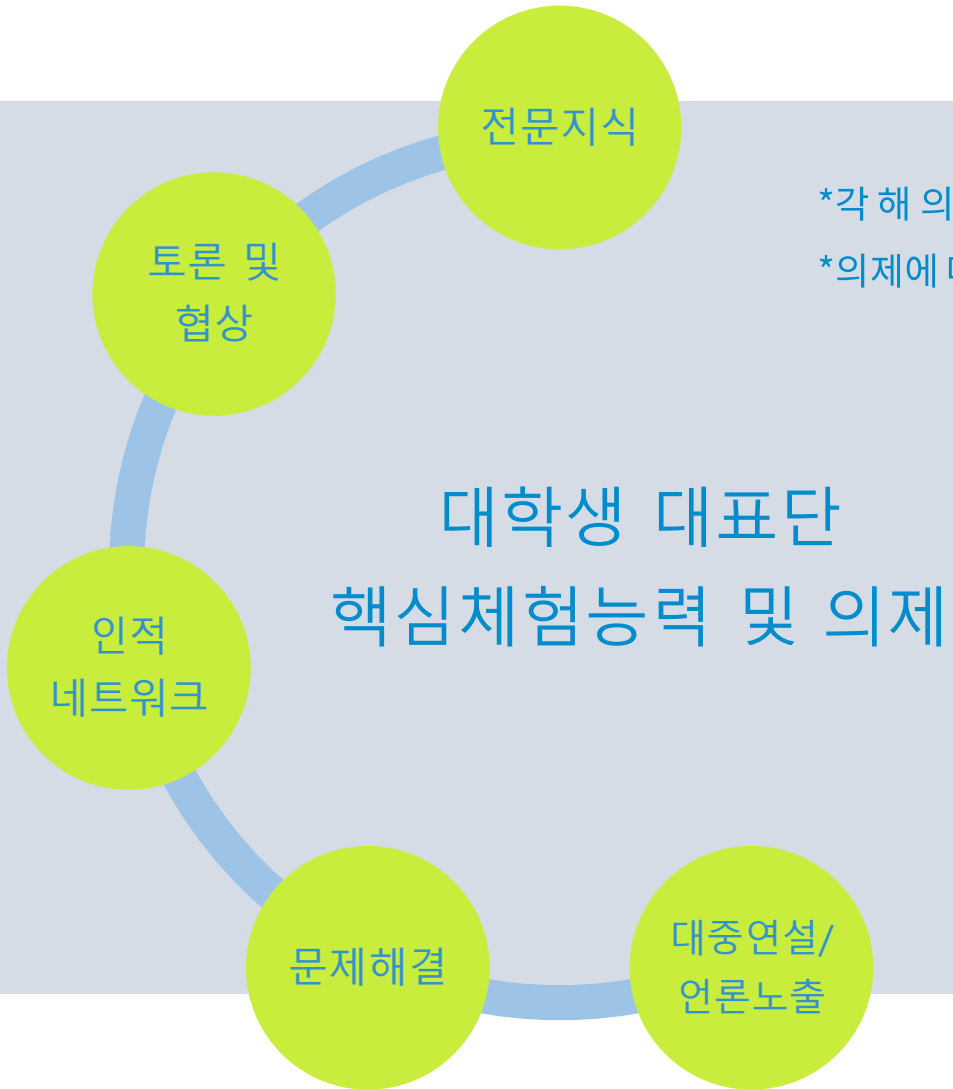 전문지식
*각 해 의
*의제에
토론 및
협상
대학생 대표단
핵심체험능력 및 의제
인적
네트워크
문제해결
대중연설/
언론노출